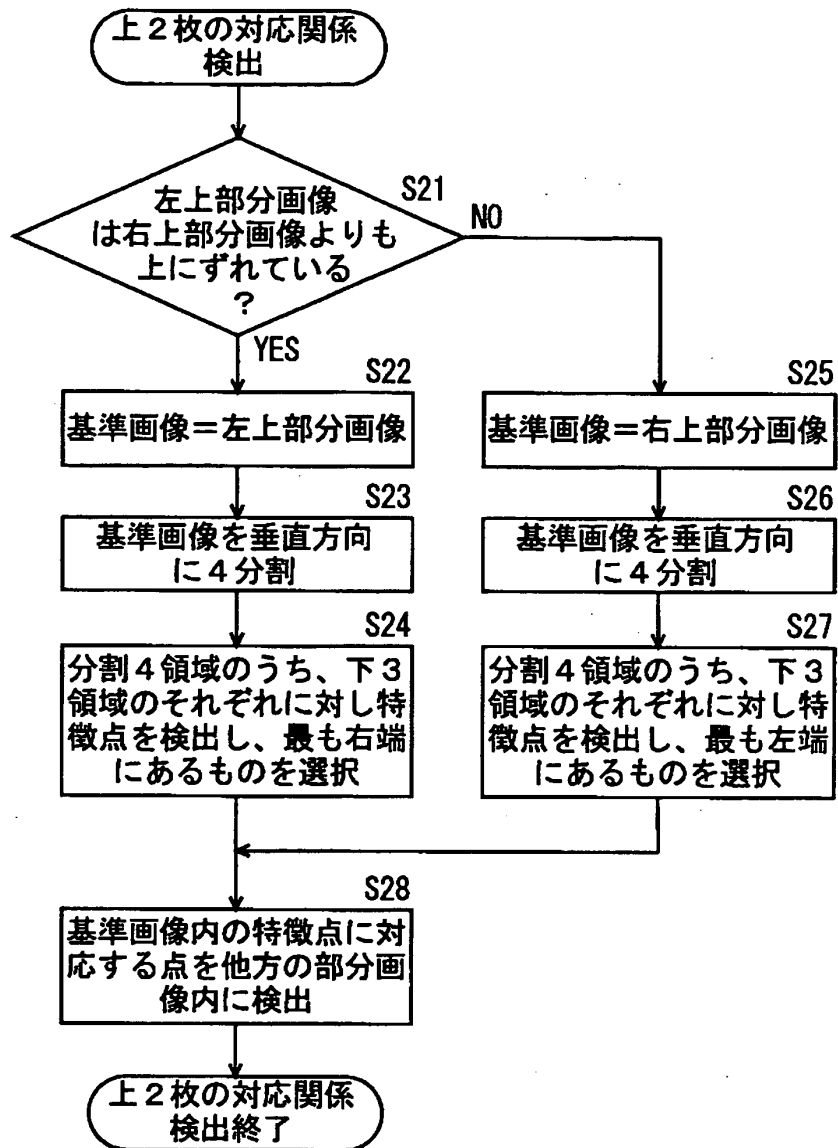 上2枚の対応関係
検出
S21
左上部分画像
は右上部分画像よりも
上にずれている
?
NO
YES
S22
基準画像=左上部分画像
S25
基準画像=右上部分画像
S23
基準画像を垂直方向
に4分割
S26
基準画像を垂直方向
に4分割
S24
分割4領域のうち、下3
領域のそれぞれに対し特
徴点を検出し、最も右端
にあるものを選択
S27
分割4領域のうち、下3
領域のそれぞれに対し特
徴点を検出し、最も左端
にあるものを選択
S28
基準画像内の特徴点に対
応する点を他方の部分画
像内に検出
上2枚の対応関係
検出終了